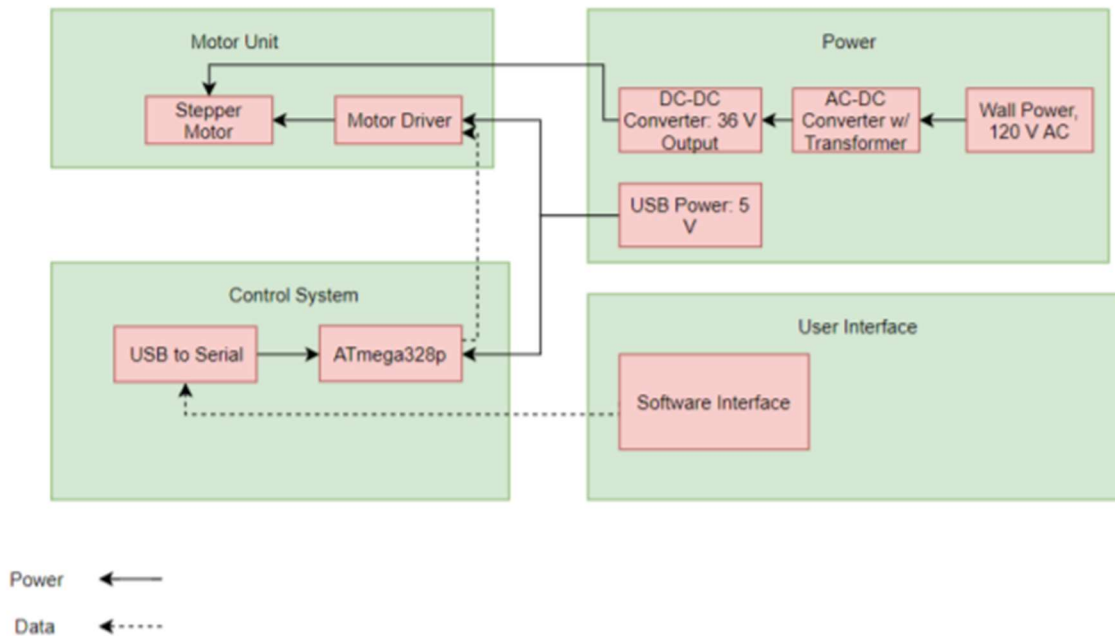 Motor Unit
Stepper
Motor
Motor Driver
Power
DC-DC
Converter: 36 V
Output
AC-DC
Converter w/
Transformer
Wall Power,
120 V AC
USB Power: 5
V
Control System
USB to Serial
ATmega328p
User Interface
Software Interface
Power
Data